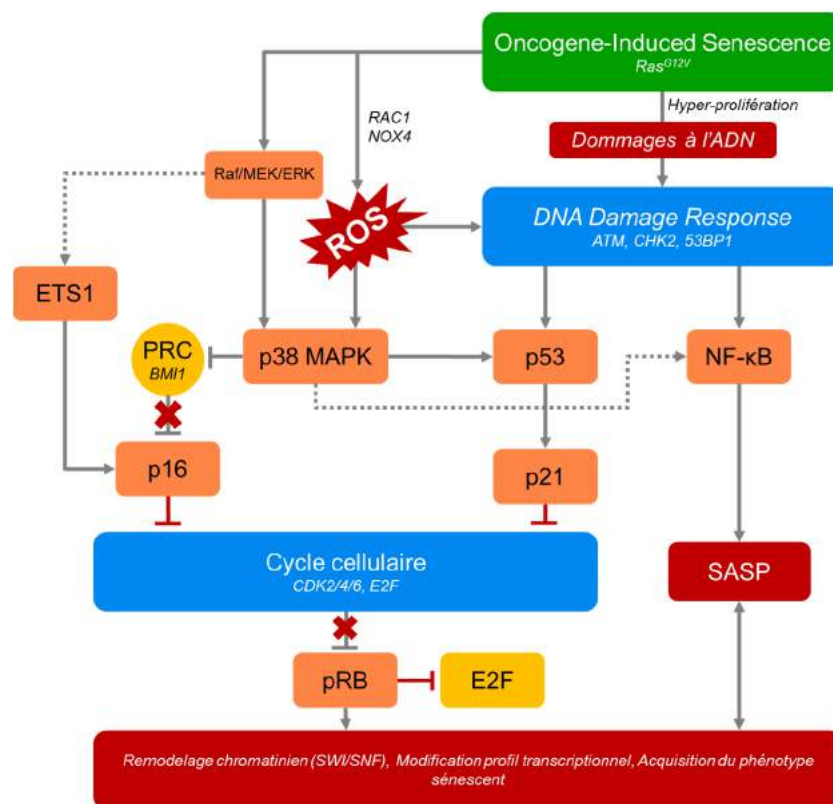 Oncogene-Induced Senescence
Ras^G12V
RAC1
NOX4
Hyper-prolifération
Dommages à l'ADN
Raf/MEK/ERK
ROS
DNA Damage Response
ATM, CHK2, 53BP1
ETS1
PRC
BMI1
p38 MAPK
p53
NF-κB
p16
p21
Cycle cellulaire
CDK2/4/6, E2F
SASP
pRB
E2F
Remodelage chromatinien (SWI/SNF), Modification profil transcriptionnel, Acquisition du phénotype
sénescent